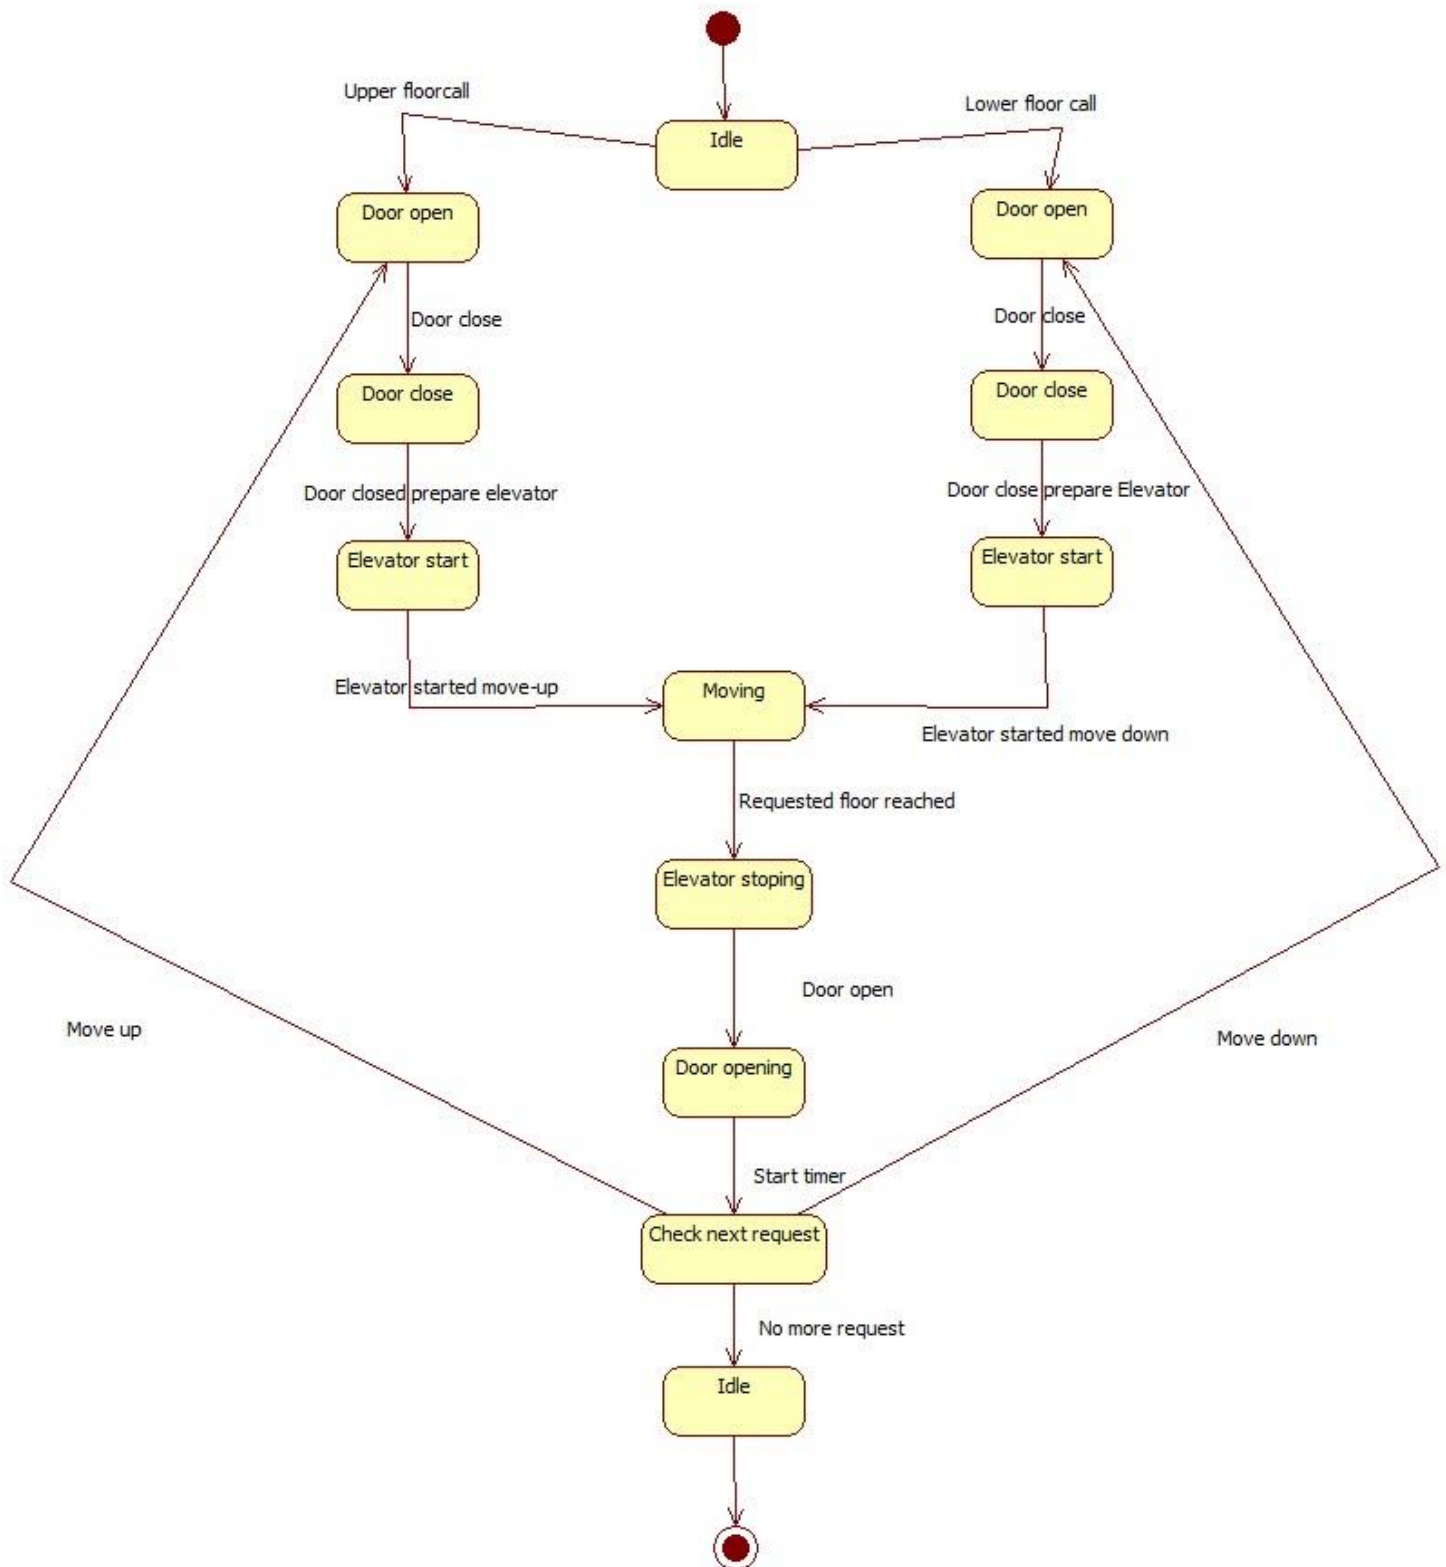 Upper floorcall
Lower floor call
Idle
Door open
Door open
Door close
Door close
Door close
Door close
Door closed prepare elevator
Door close prepare Elevator
Elevator start
Elevator start
Elevator started move-up
Moving
Elevator started move down
Requested floor reached
Elevator stoping
Door open
Move up
Move down
Door opening
Start timer
Check next request
No more request
Idle